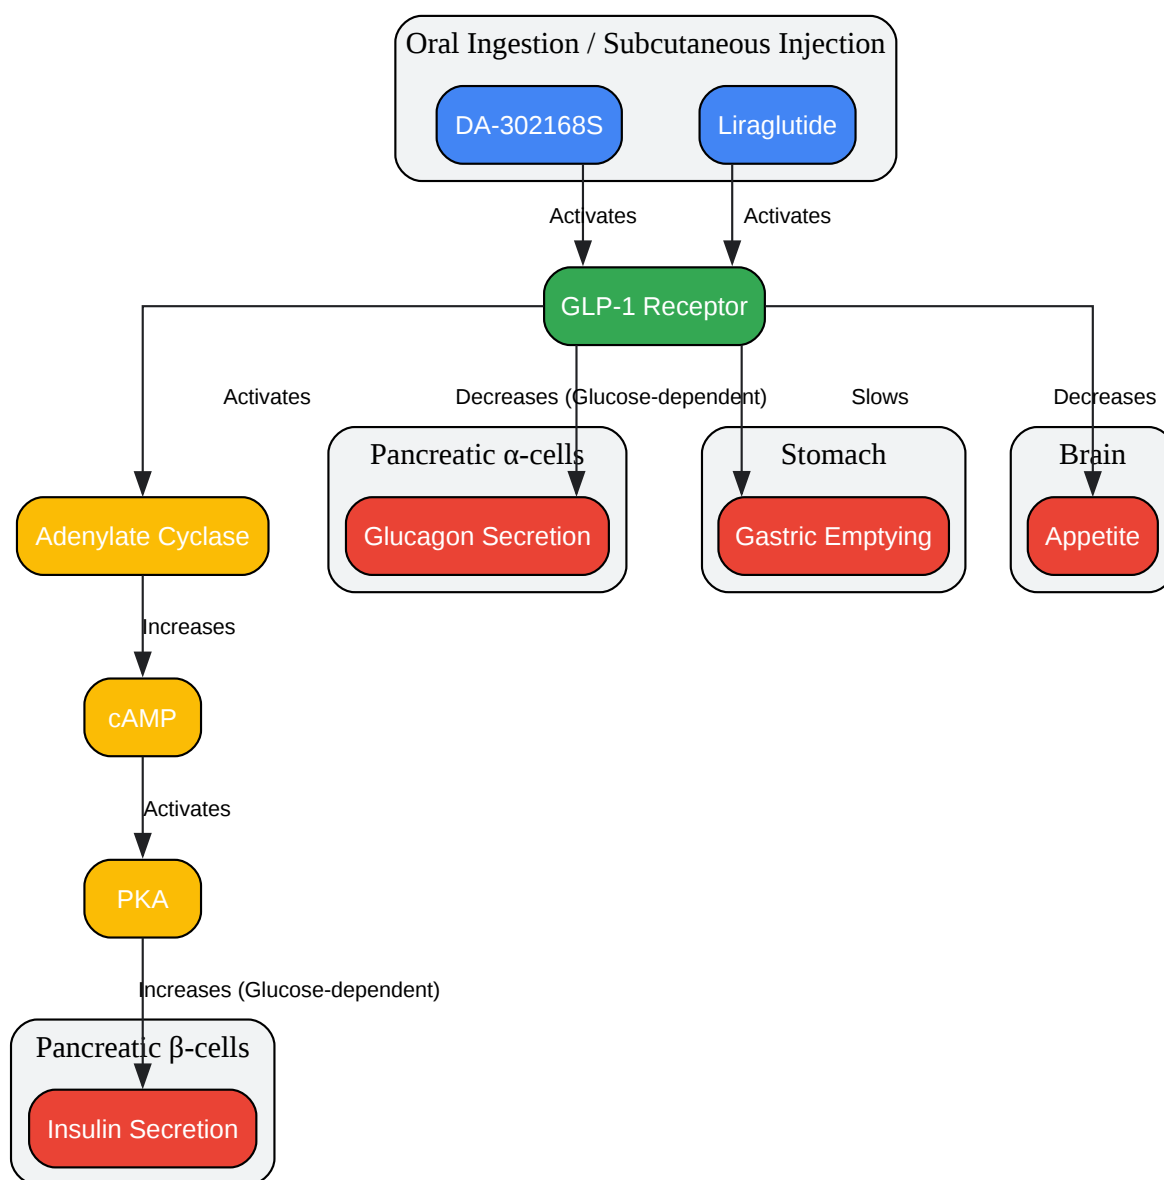 Oral Ingestion / Subcutaneous Injection
DA-302168S
Liraglutide
Activates
Activates
GLP-1 Receptor
Activates
Decreases (Glucose-dependent)
Slows
Decreases
Pancreatic α-cells
Stomach
Brain
Adenylate Cyclase
Glucagon Secretion
Gastric Emptying
Appetite
Increases
cAMP
Activates
PKA
Increases (Glucose-dependent)
Pancreatic β-cells
Insulin Secretion